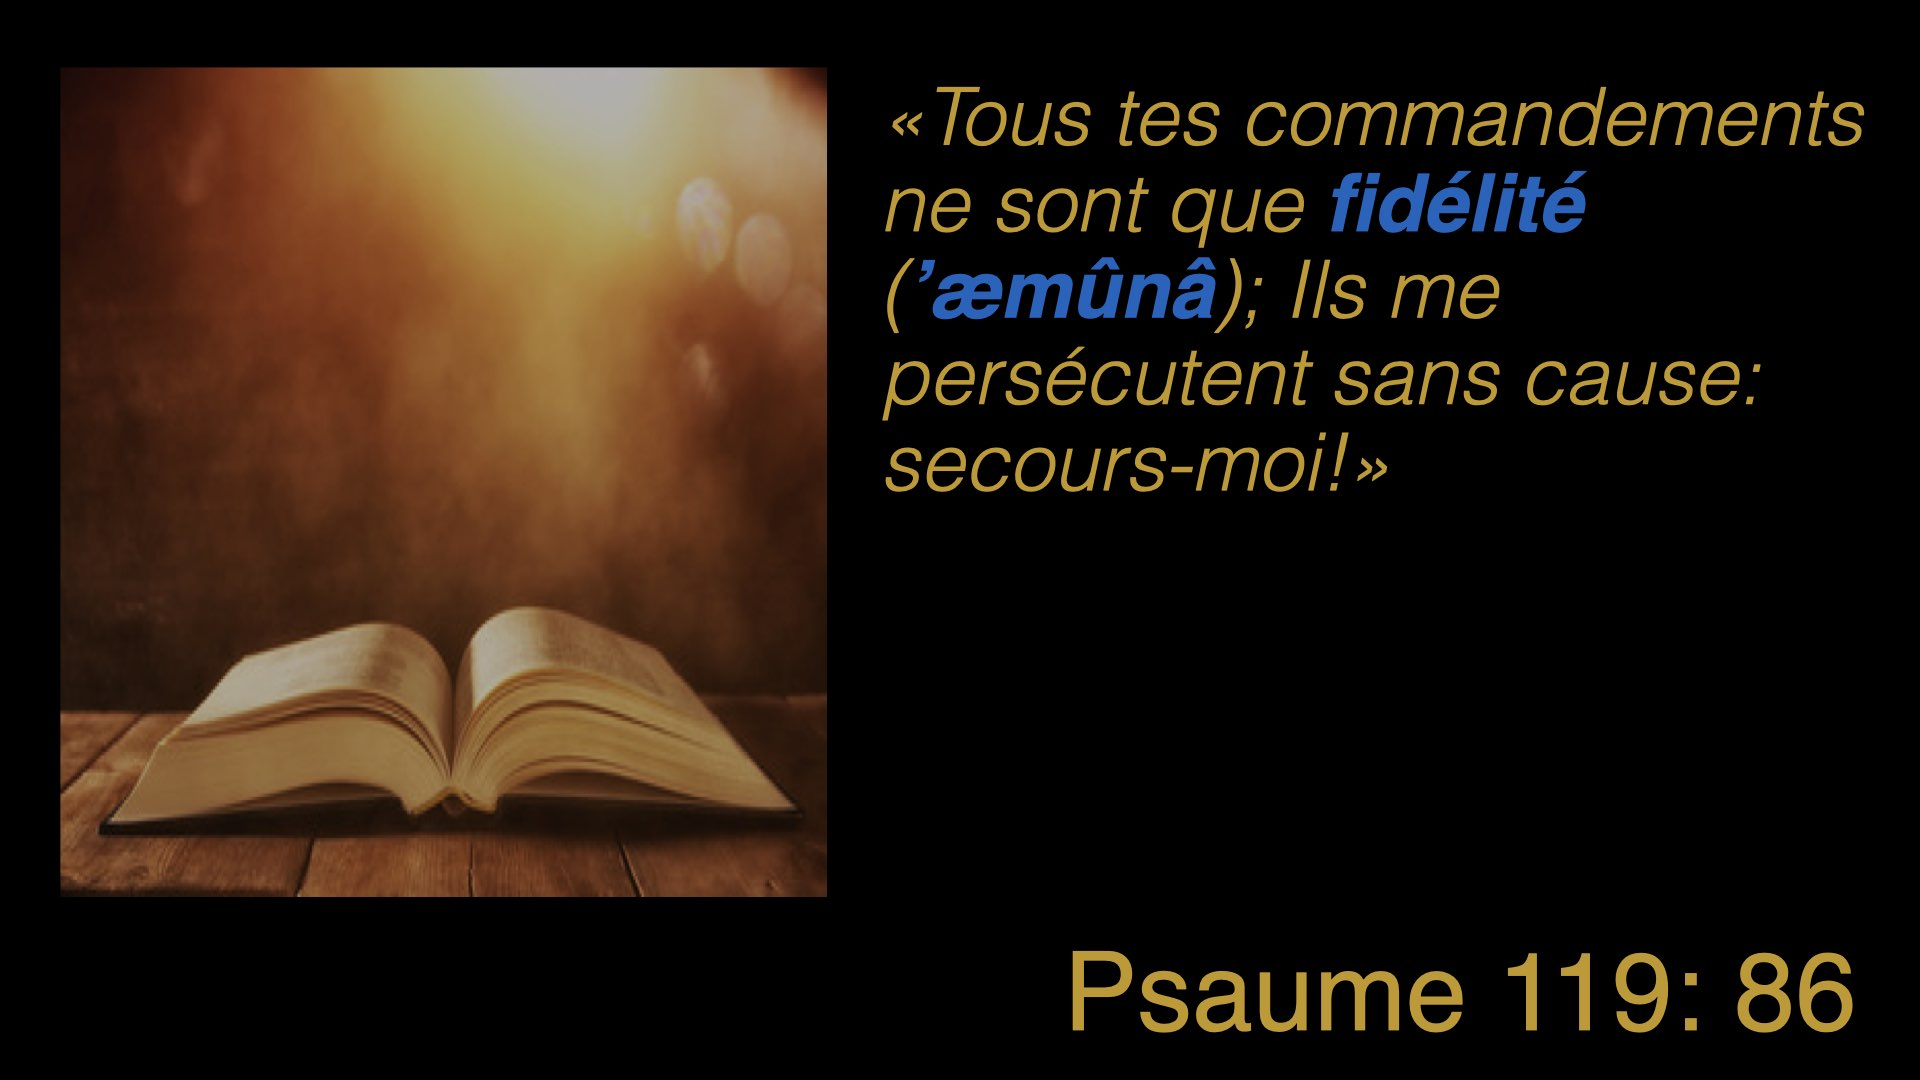 «Tous tes commandements
ne sont que fidélité
(’æmûnâ); Ils me
persécutent sans cause:
secours-moi!»
Psaume 119: 86